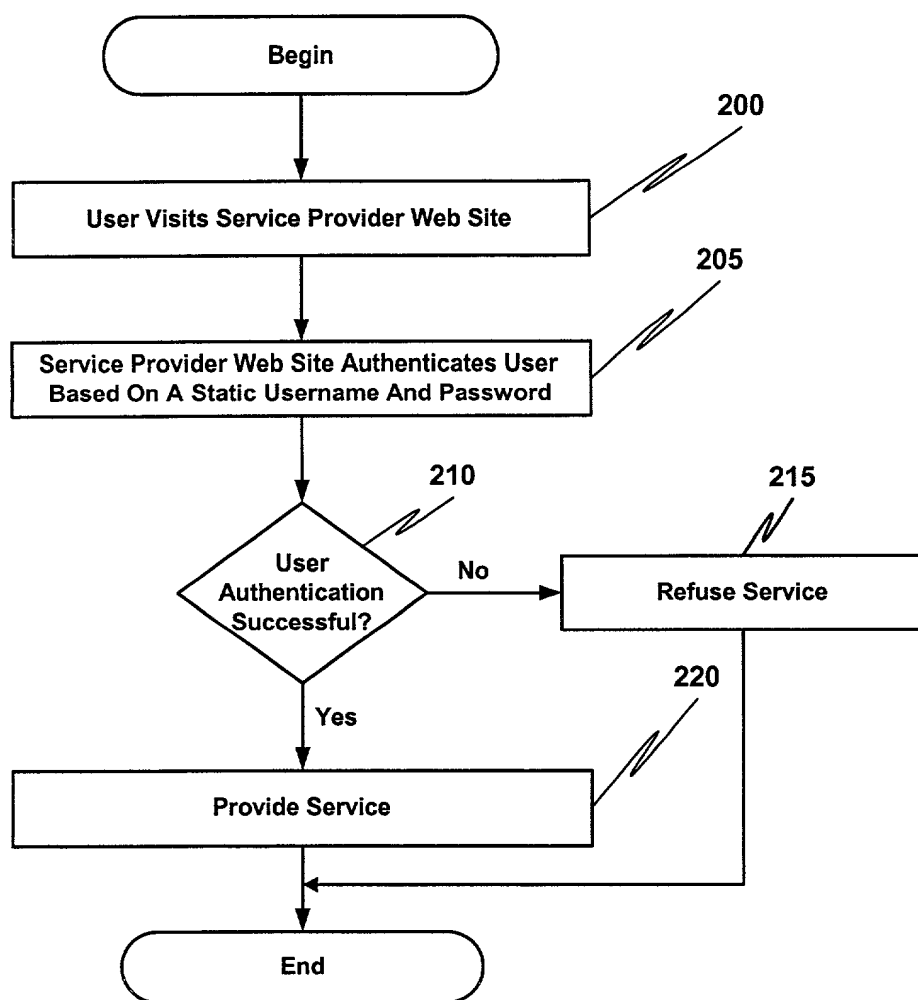 Begin
200
User Visits Service Provider Web Site
205
Service Provider Web Site Authenticates User
Based On A Static Username And Password
210
215
User
Authentication
Successful?
No
Refuse Service
220
Yes
Provide Service
End